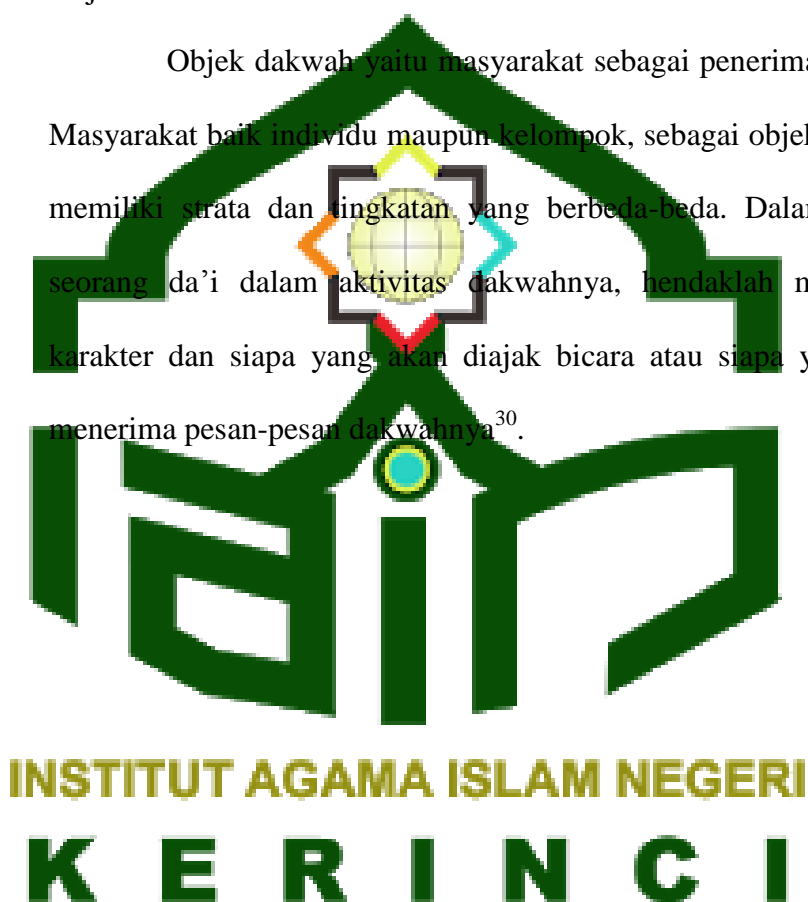 Objek dakwah yaitu masyarakat sebagai penerima
Masyarakat baik individu maupun kelompok, sebagai objek
memiliki strata dan tingkatan yang berbeda-beda. Dalam
seorang da'i dalam aktivitas dakwahnya, hendaklah
karakter dan siapa yang akan diajak bicara atau siapa
menerima pesan-pesan dakwahnya³⁰.
iain
INSTITUT AGAMA ISLAM NEGERI
KERINCI